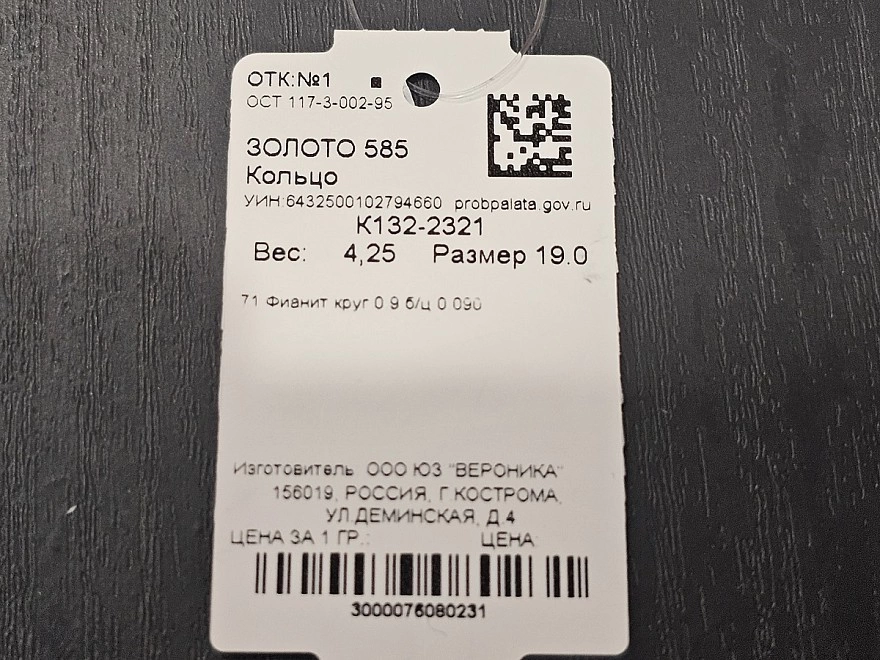 ОТК:№1
ОСТ 117-3-002-95
ЗОЛОТО 585
Кольцо
УИН:6432500102794660 probpalata.gov.ru
К132-2321
Вес: 4,25 Размер 19.0
71 Фианит круг 0 9 б/ц 0 090
Изготовитель ООО ЮЗ "ВЕРОНИКА"
156019, РОССИЯ, Г.КОСТРОМА,
УЛ.ДЕМИНСКАЯ, Д.4
ЦЕНА ЗА 1 ГР.: ЦЕНА:
3000076080231